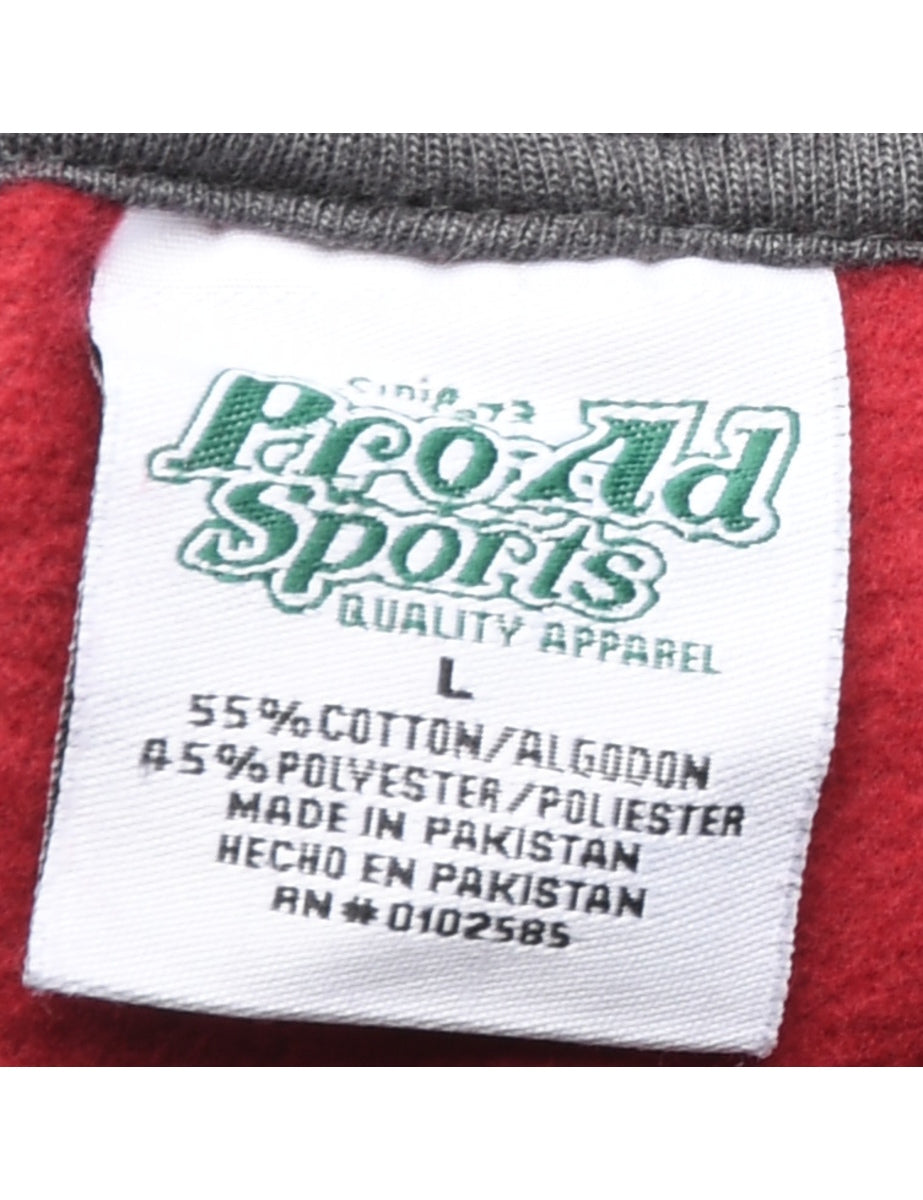 Pro Ad
Sports
QUALITY APPAREL
L
55% COTTON/ALGODON
45% POLYESTER/POLIESTER
MADE IN PAKISTAN
HECHO EN PAKISTAN
RN # 0102585